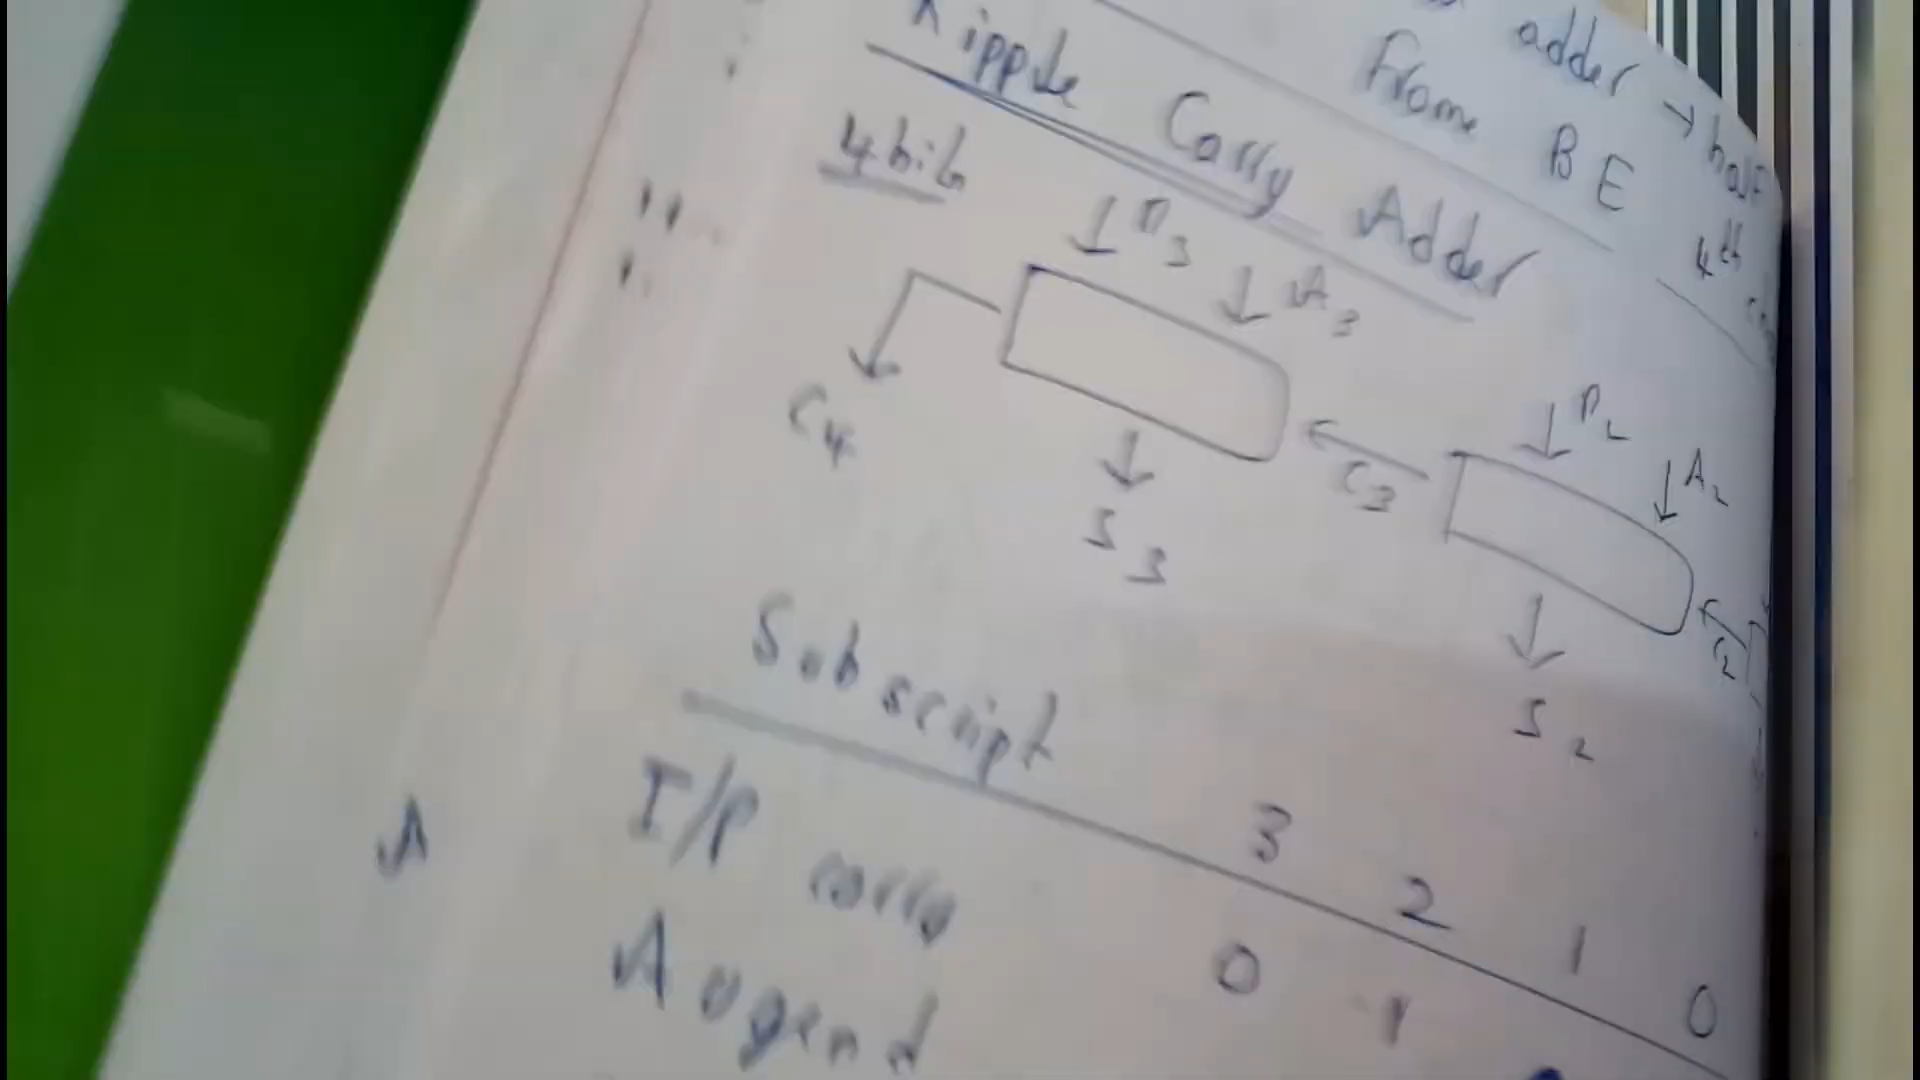 adder → half
From BE
4th
Ripple Carry Adder
4 bit
B3 A3
C4
B2 A2
C3
S3
C2
S2
Subscript 3 2 1 0
I/P carry 0 1
Augend